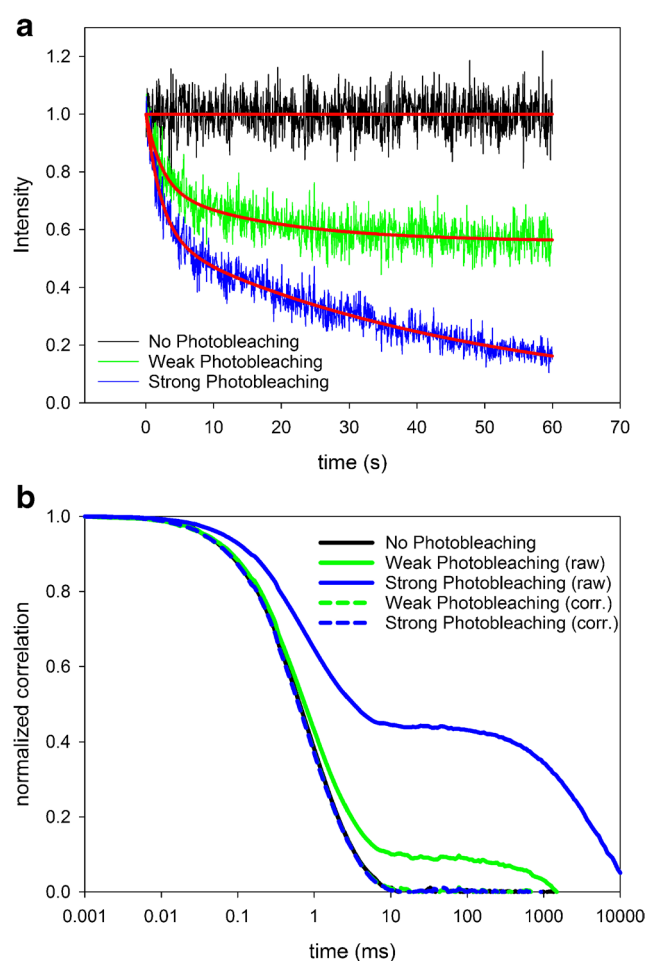 a
1.2
1.0
0.8
0.6
0.4
0.2
0.0
Intensity
No Photobleaching
Weak Photobleaching
Strong Photobleaching
0 10 20 30 40 50 60 70
time (s)
b
1.0
0.8
0.6
0.4
0.2
0.0
normalized correlation
No Photobleaching
Weak Photobleaching (raw)
Strong Photobleaching (raw)
Weak Photobleaching (corr.)
Strong Photobleaching (corr.)
0.001 0.01 0.1 1 10 100 1000 10000
time (ms)